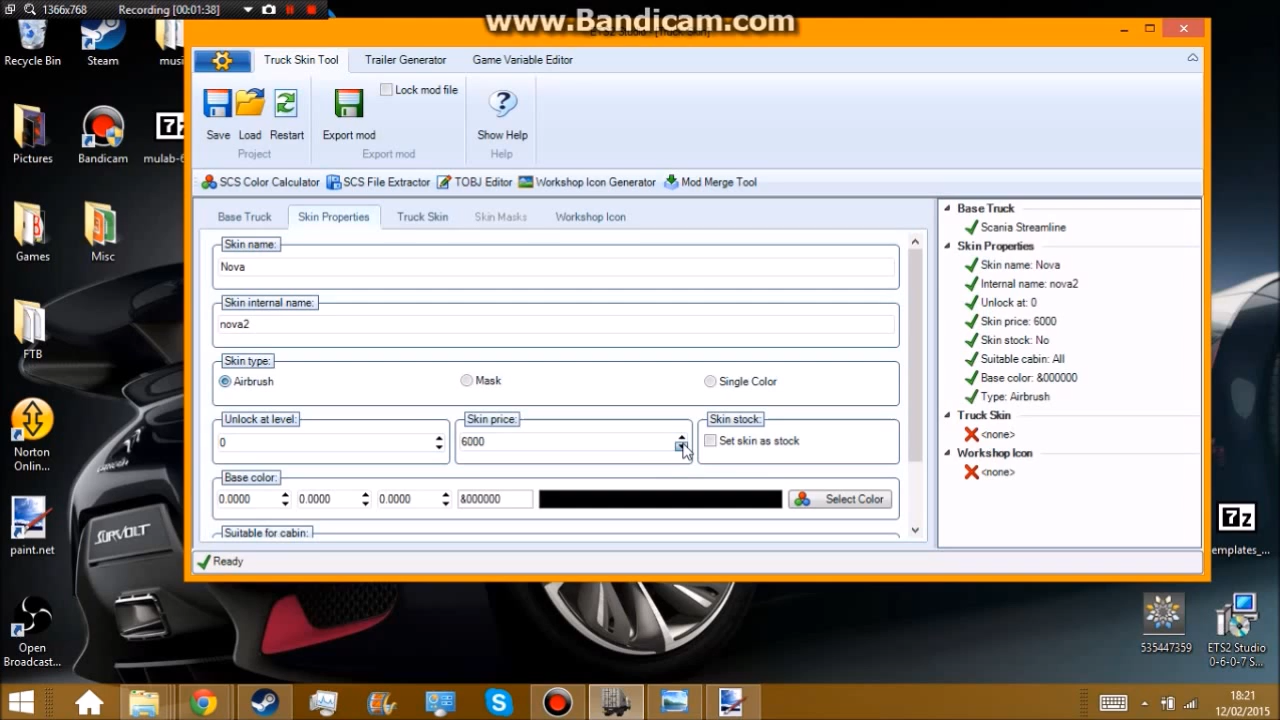 1366x768 Recording [00:01:38]
www.Bandicam.com
ETS2 Studio - [Truck Skin]
Recycle Bin
Steam
musi
Pictures
Bandicam
mulab-6
Games
Misc
FTB
Norton
Onlin...
paint.net
Open
Broadcast...
SURVOLT
Truck Skin Tool
Trailer Generator
Game Variable Editor
Save
Load
Restart
Project
Export mod
Lock mod file
Export mod
Show Help
Help
SCS Color Calculator
SCS File Extractor
TOBJ Editor
Workshop Icon Generator
Mod Merge Tool
Base Truck
Skin Properties
Truck Skin
Skin Masks
Workshop Icon
Skin name:
Nova
Skin internal name:
nova2
Skin type:
Airbrush
Mask
Single Color
Unlock at level:
0
Skin price:
6000
Skin stock:
Set skin as stock
Base color:
0.0000
0.0000
0.0000
&000000
Select Color
Suitable for cabin:
Ready
Base Truck
Scania Streamline
Skin Properties
Skin name: Nova
Internal name: nova2
Unlock at: 0
Skin price: 6000
Skin stock: No
Suitable cabin: All
Base color: &000000
Type: Airbrush
Truck Skin
<none>
Workshop Icon
<none>
7z
emplates_...
535447359
ETS2 Studio
0-6-0-7 S...
18:21
12/02/2015